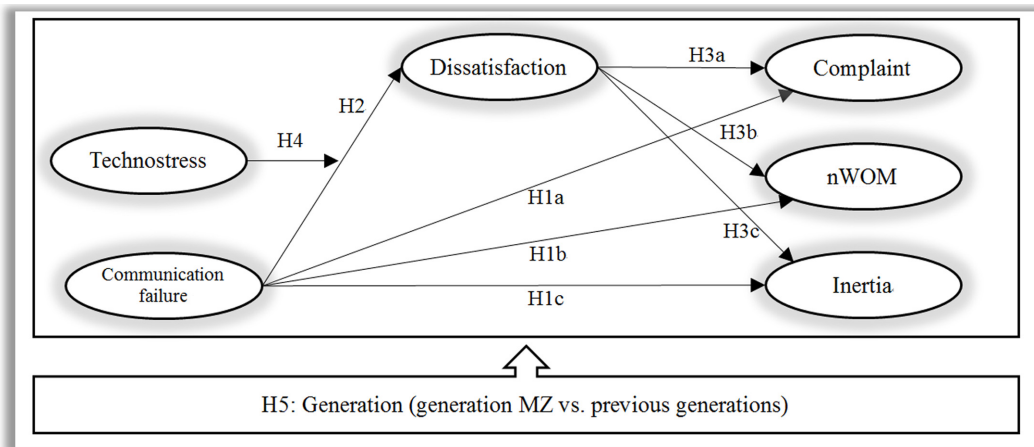 Dissatisfaction
H3a
Complaint
H2
H4
Technostress
H3b
nWOM
H1a
H3c
Communication
failure
H1b
H1c
Inertia
H5: Generation (generation MZ vs. previous generations)